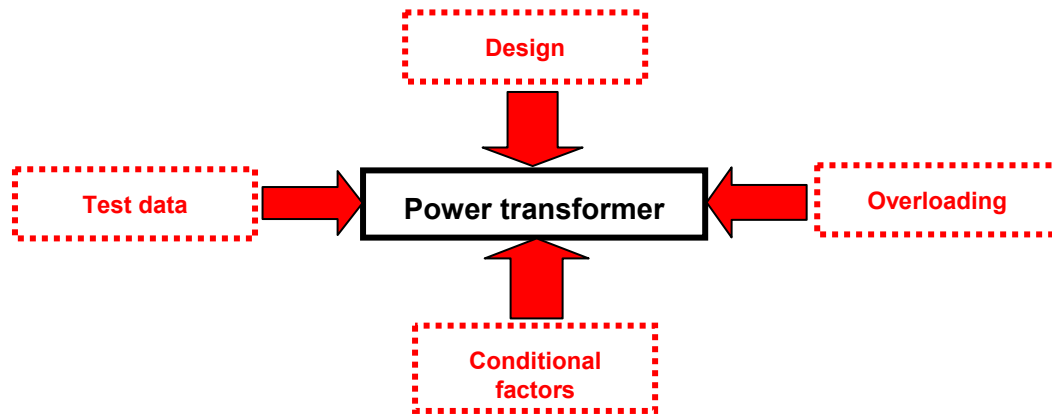 Design
Test data
Power transformer
Overloading
Conditional
factors